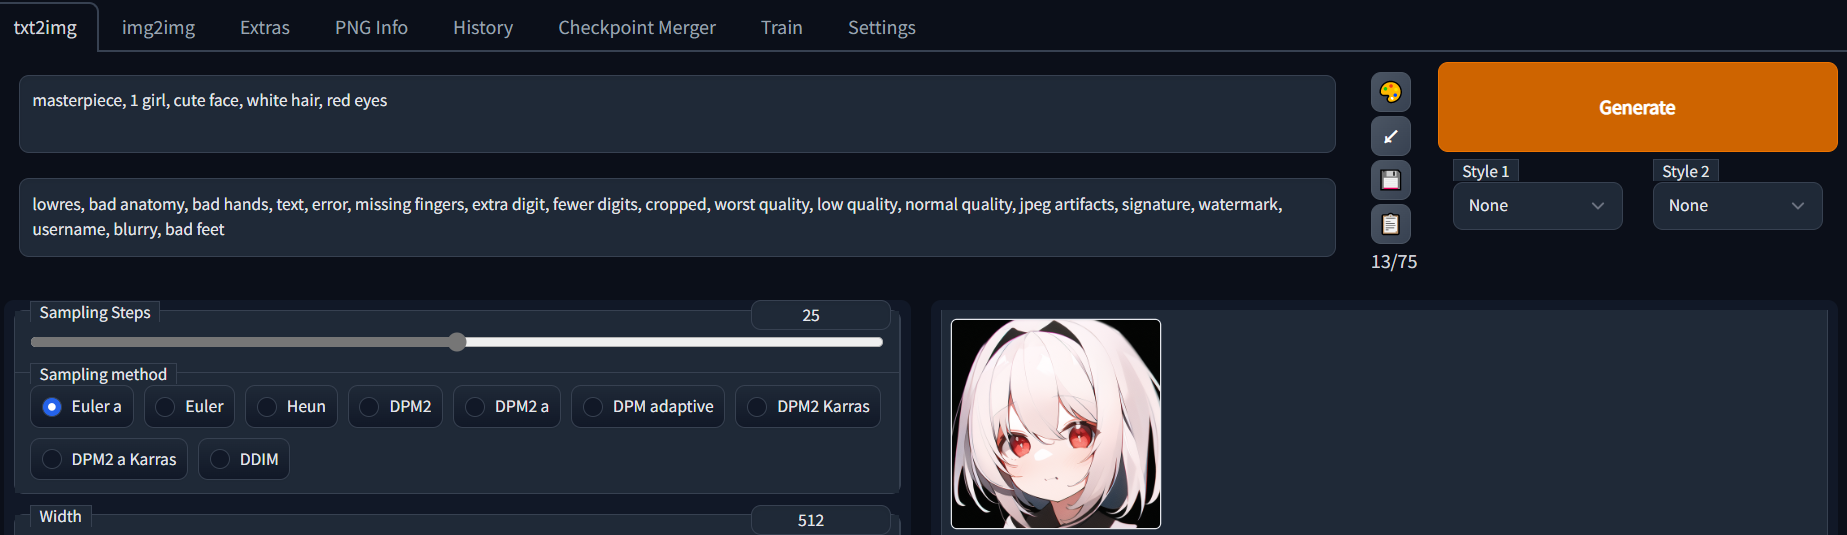 txt2img img2img Extras PNG Info History Checkpoint Merger Train Settings
masterpiece, 1 girl, cute face, white hair, red eyes
Generate
Style 1 Style 2
None None
lowres, bad anatomy, bad hands, text, error, missing fingers, extra digit, fewer digits, cropped, worst quality, low quality, normal quality, jpeg artifacts, signature, watermark,
username, blurry, bad feet
13/75
Sampling Steps 25
Sampling method
Euler a Euler Heun DPM2 DPM2 a DPM adaptive DPM2 Karras
DPM2 a Karras DDIM
Width 512